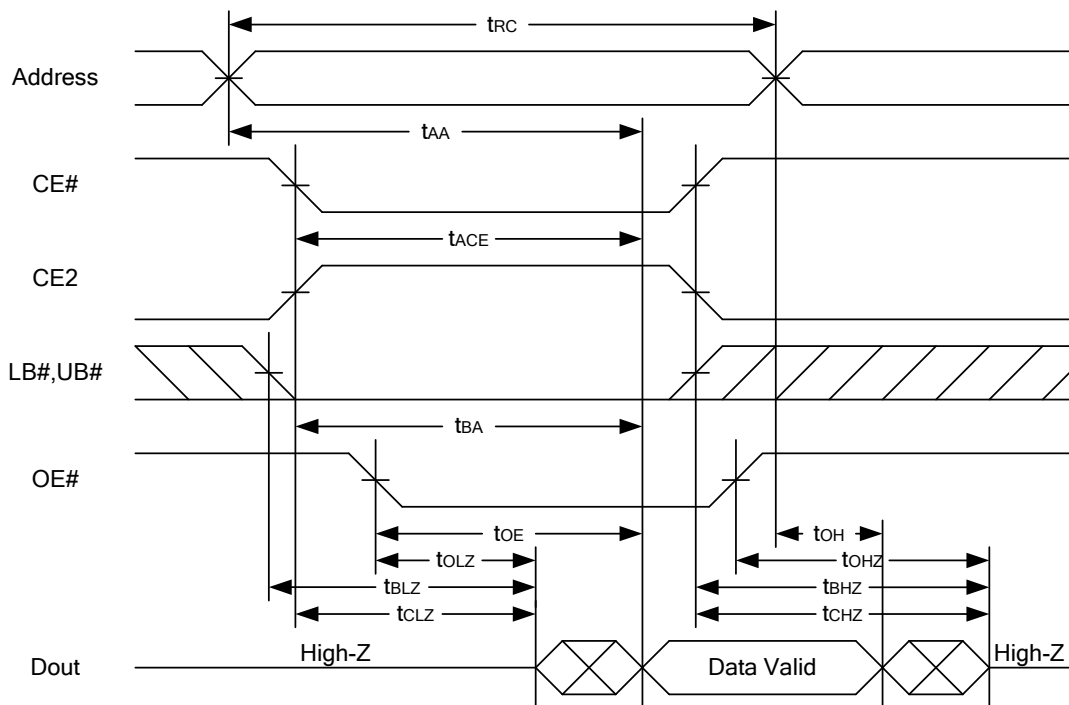 tRC
Address
tAA
CE#
tACE
CE2
LB#,UB#
tBA
OE#
tOE
tOH
tOLZ
tOHZ
tBLZ
tBHZ
tCLZ
tCHZ
Dout
High-Z
Data Valid
High-Z